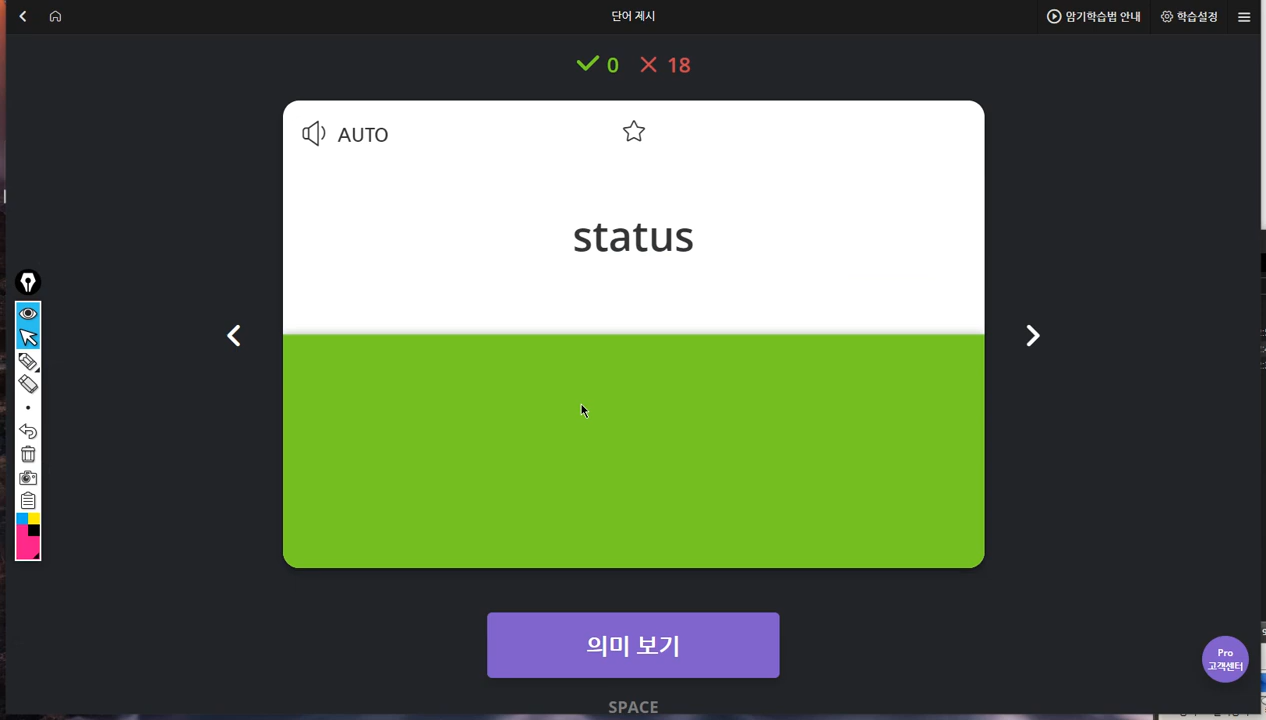 단어 제시
암기학습법 안내
학습설정
0
18
AUTO
status
의미 보기
SPACE
Pro
고객센터